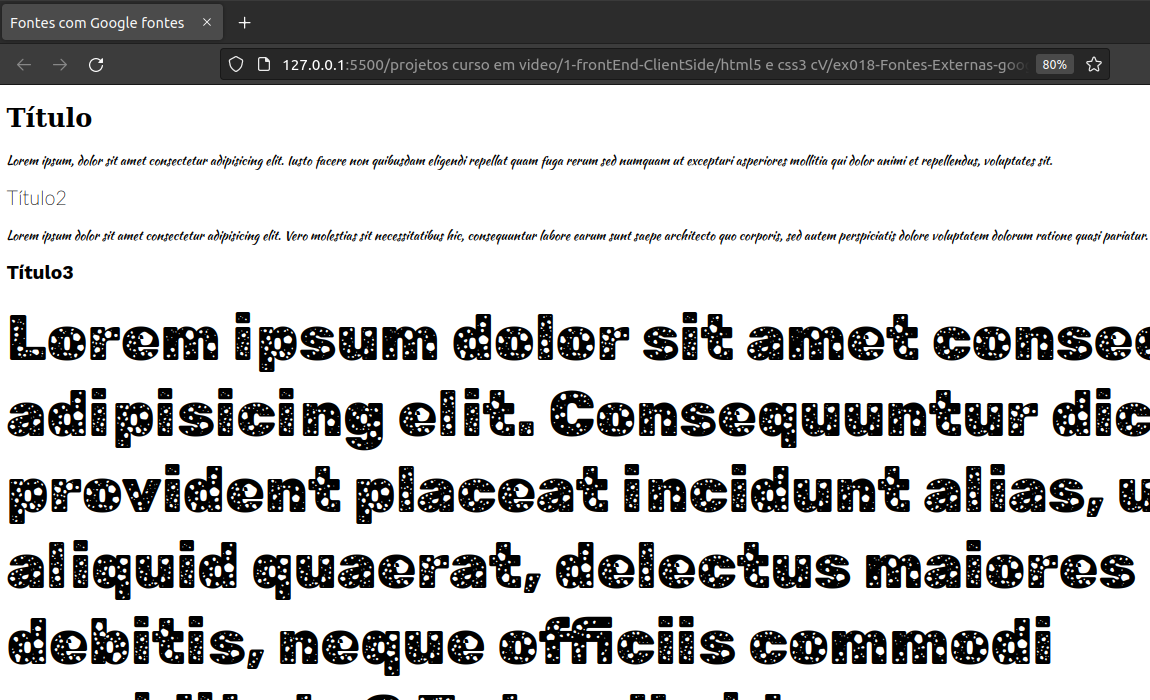 Fontes com Google fontes
127.0.0.1:5500/projetos curso em video/1-frontEnd-ClientSide/html5 e css3 cV/ex018-Fontes-Externas-goo
80%
Título
Lorem ipsum, dolor sit amet consectetur adipisicing elit. Iusto facere non quibusdam eligendi repellat quam fuga rerum sed numquam ut excepturi asperiores mollitia qui dolor animi et repellendus, voluptates sit.
Título2
Lorem ipsum dolor sit amet consectetur adipisicing elit. Vero molestias sit necessitatibus hic, consequuntur labore earum sunt saepe architecto quo corporis, sed autem perspiciatis dolore voluptatem dolorum ratione quasi pariatur.
Título3
Lorem ipsum dolor sit amet consec
adipisicing elit. Consequuntur dic
provident placeat incidunt alias, u
aliquid quaerat, delectus maiores
debitis, neque officiis commodi